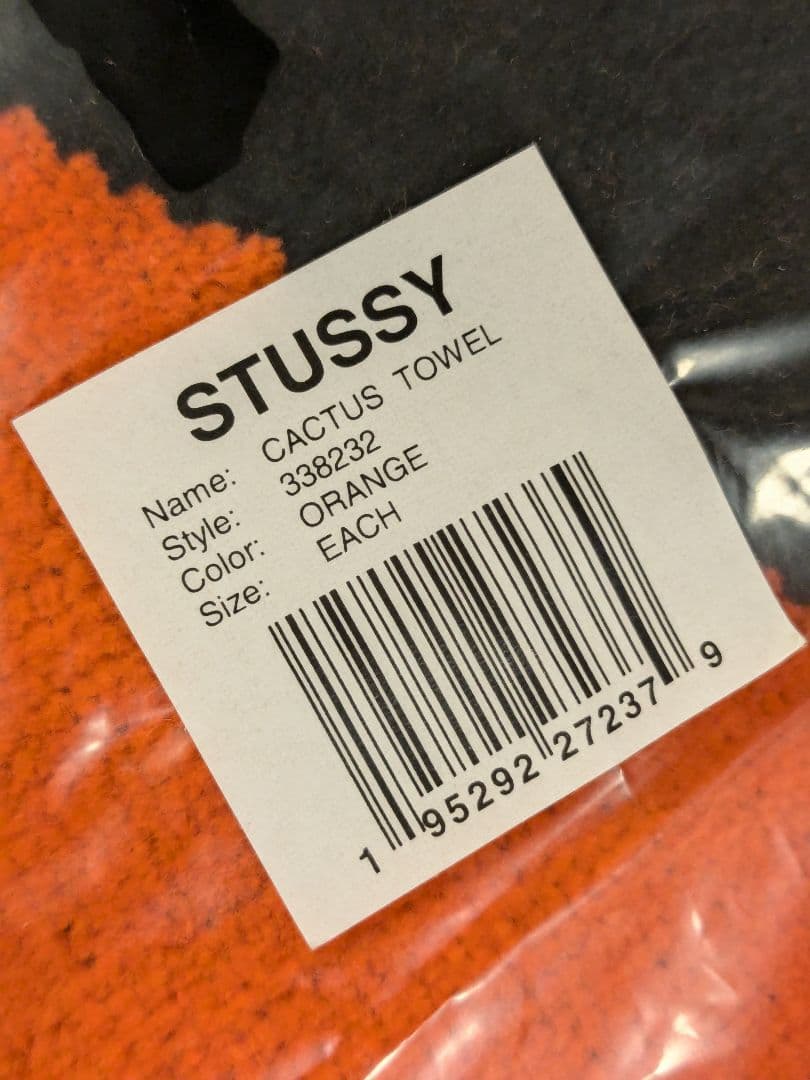 STUSSY
Name: CACTUS TOWEL
Style: 338232
Color: ORANGE
Size: EACH
1 95292 27237 9